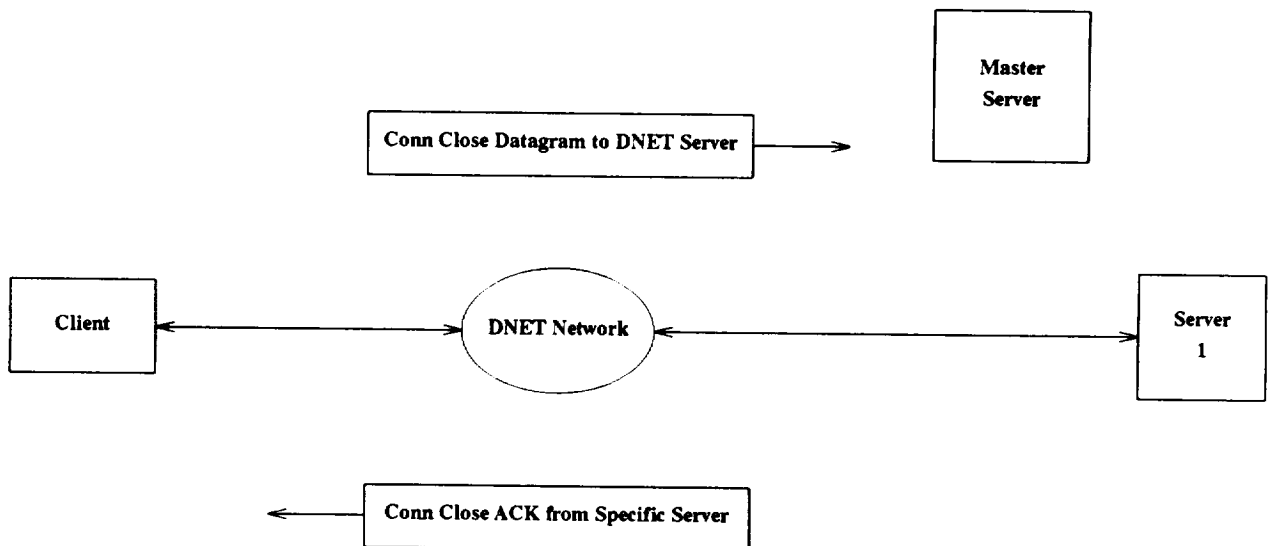 Master
Server
Conn Close Datagram to DNET Server
Client
DNET Network
Server
1
Conn Close ACK from Specific Server